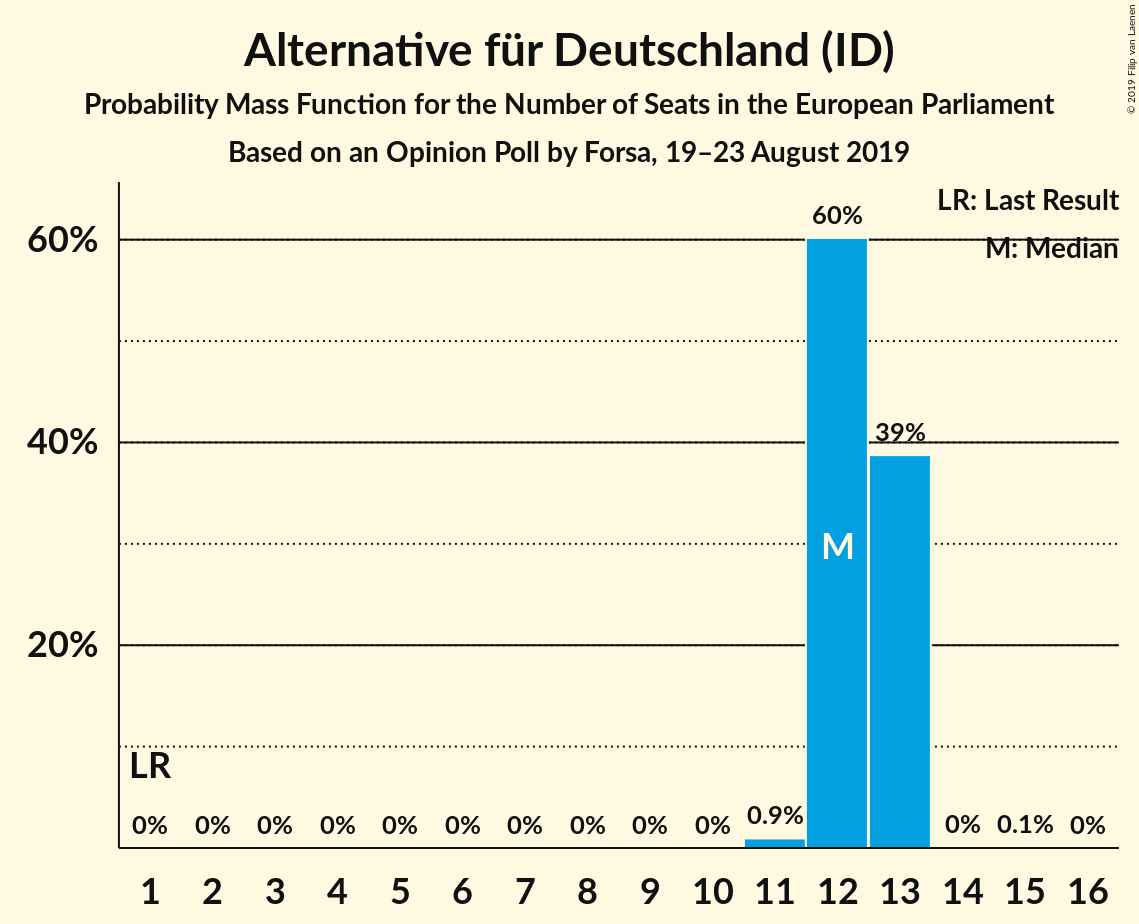 Alternative für Deutschland (ID)
Probability Mass Function for the Number of Seats in the European Parliament
Based on an Opinion Poll by Forsa, 19–23 August 2019
© 2019 Filip van Laenen
LR: Last Result
M: Median
60%
40%
20%
60%
39%
M
LR
0% 0% 0% 0% 0% 0% 0% 0% 0% 0% 0.9% 0% 0.1% 0%
1 2 3 4 5 6 7 8 9 10 11 12 13 14 15 16